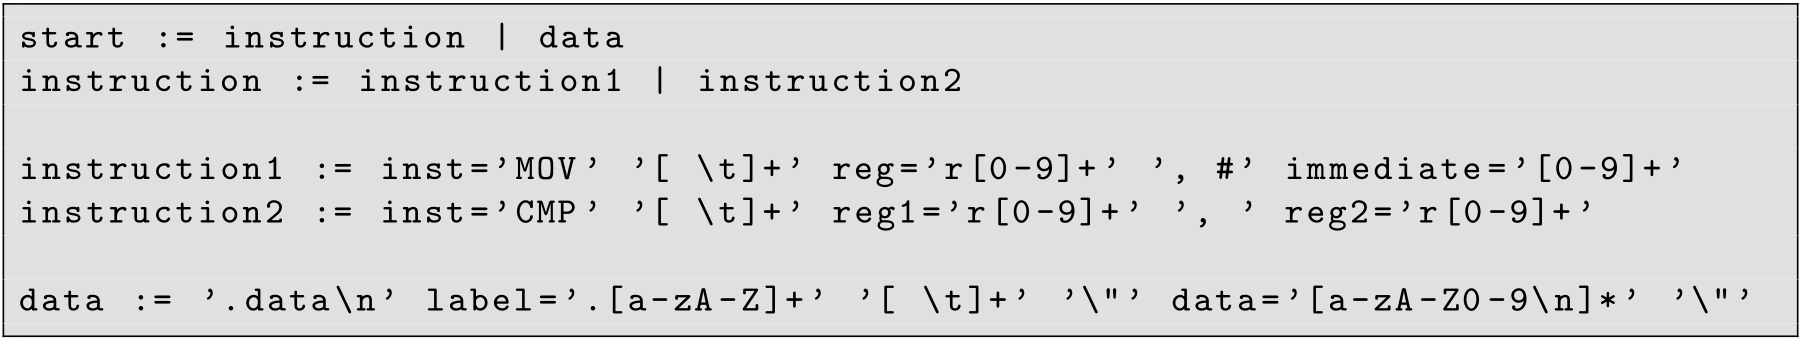 start := instruction | data
instruction := instruction1 | instruction2
instruction1 := inst=’MOV’ ’[ \t]+’ reg=’r[0-9]+’ ’, #’ immediate=’[0-9]+’
instruction2 := inst=’CMP’ ’[ \t]+’ reg1=’r[0-9]+’ ’, ’ reg2=’r[0-9]+’
data := ’.data\n’ label=’.[a-zA-Z]+’ ’[ \t]+’ ’\"’ data=’[a-zA-Z0-9\n]*’ ’\"’